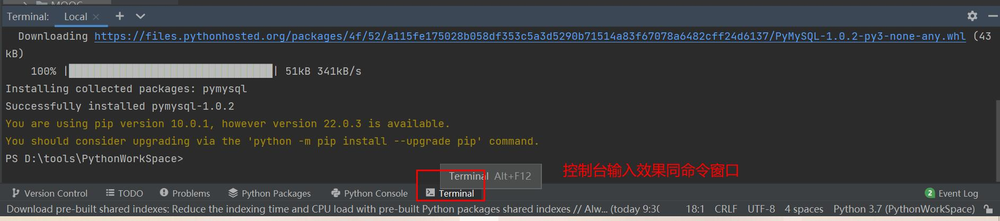 MOOC
Terminal: Local × + 
Downloading https://files.pythonhosted.org/packages/4f/52/a115fe175028b058df353c5a3d5290b71514a83f67078a6482cff24d6137/PyMySQL-1.0.2-py3-none-any.whl (43
kB)
100% || 51kB 341kB/s
Installing collected packages: pymysql
Successfully installed pymysql-1.0.2
You are using pip version 10.0.1, however version 22.0.3 is available.
You should consider upgrading via the 'python -m pip install --upgrade pip' command.
PS D:\tools\PythonWorkSpace>
Terminal Alt+F12 控制台输入效果同命令窗口
Version Control TODO Problems Python Packages Python Console Terminal 2 Event Log
Download pre-built shared indexes: Reduce the indexing time and CPU load with pre-built Python packages shared indexes // Alw... (today 9:30 18:1 CRLF UTF-8 4 spaces Python 3.7 (PythonWorkSpace)